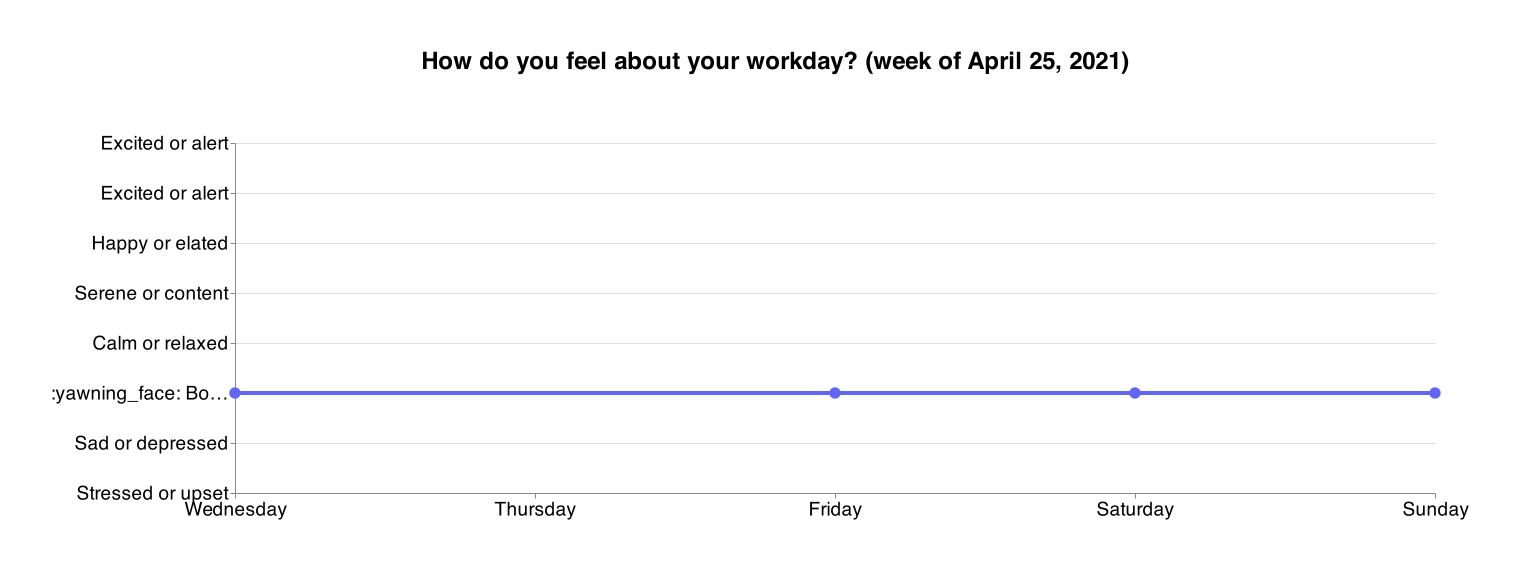 How do you feel about your workday? (week of April 25, 2021)
Excited or alert
Excited or alert
Happy or elated
Serene or content
Calm or relaxed
:yawning_face: Bo…
Sad or depressed
Stressed or upset
Wednesday Thursday Friday Saturday Sunday